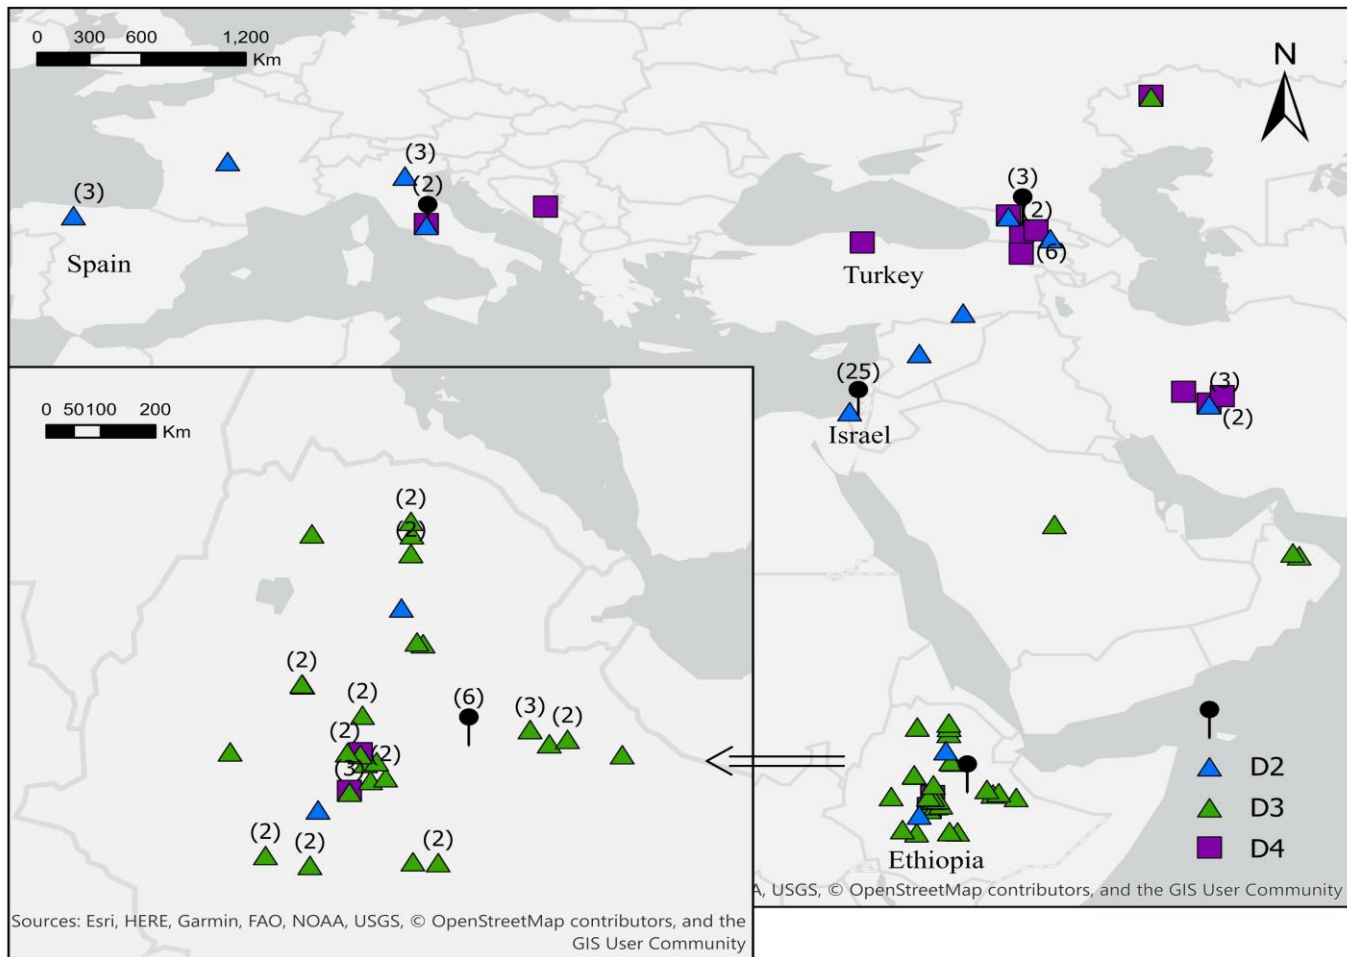 0 300 600 1,200
Km
N
(3)
(2)
(3)
(3)
(2)
(6)
Spain
Turkey
(25)
Israel
(3)
(2)
0 50100 200
Km
(2)
(2)
(2)
(2)
(6)
(3)
(2)
(2)
(2)
(3)
(2)
(2)
D2
D3
D4
Ethiopia
A, USGS, © OpenStreetMap contributors, and the GIS User Community
Sources: Esri, HERE, Garmin, FAO, NOAA, USGS, © OpenStreetMap contributors, and the
GIS User Community